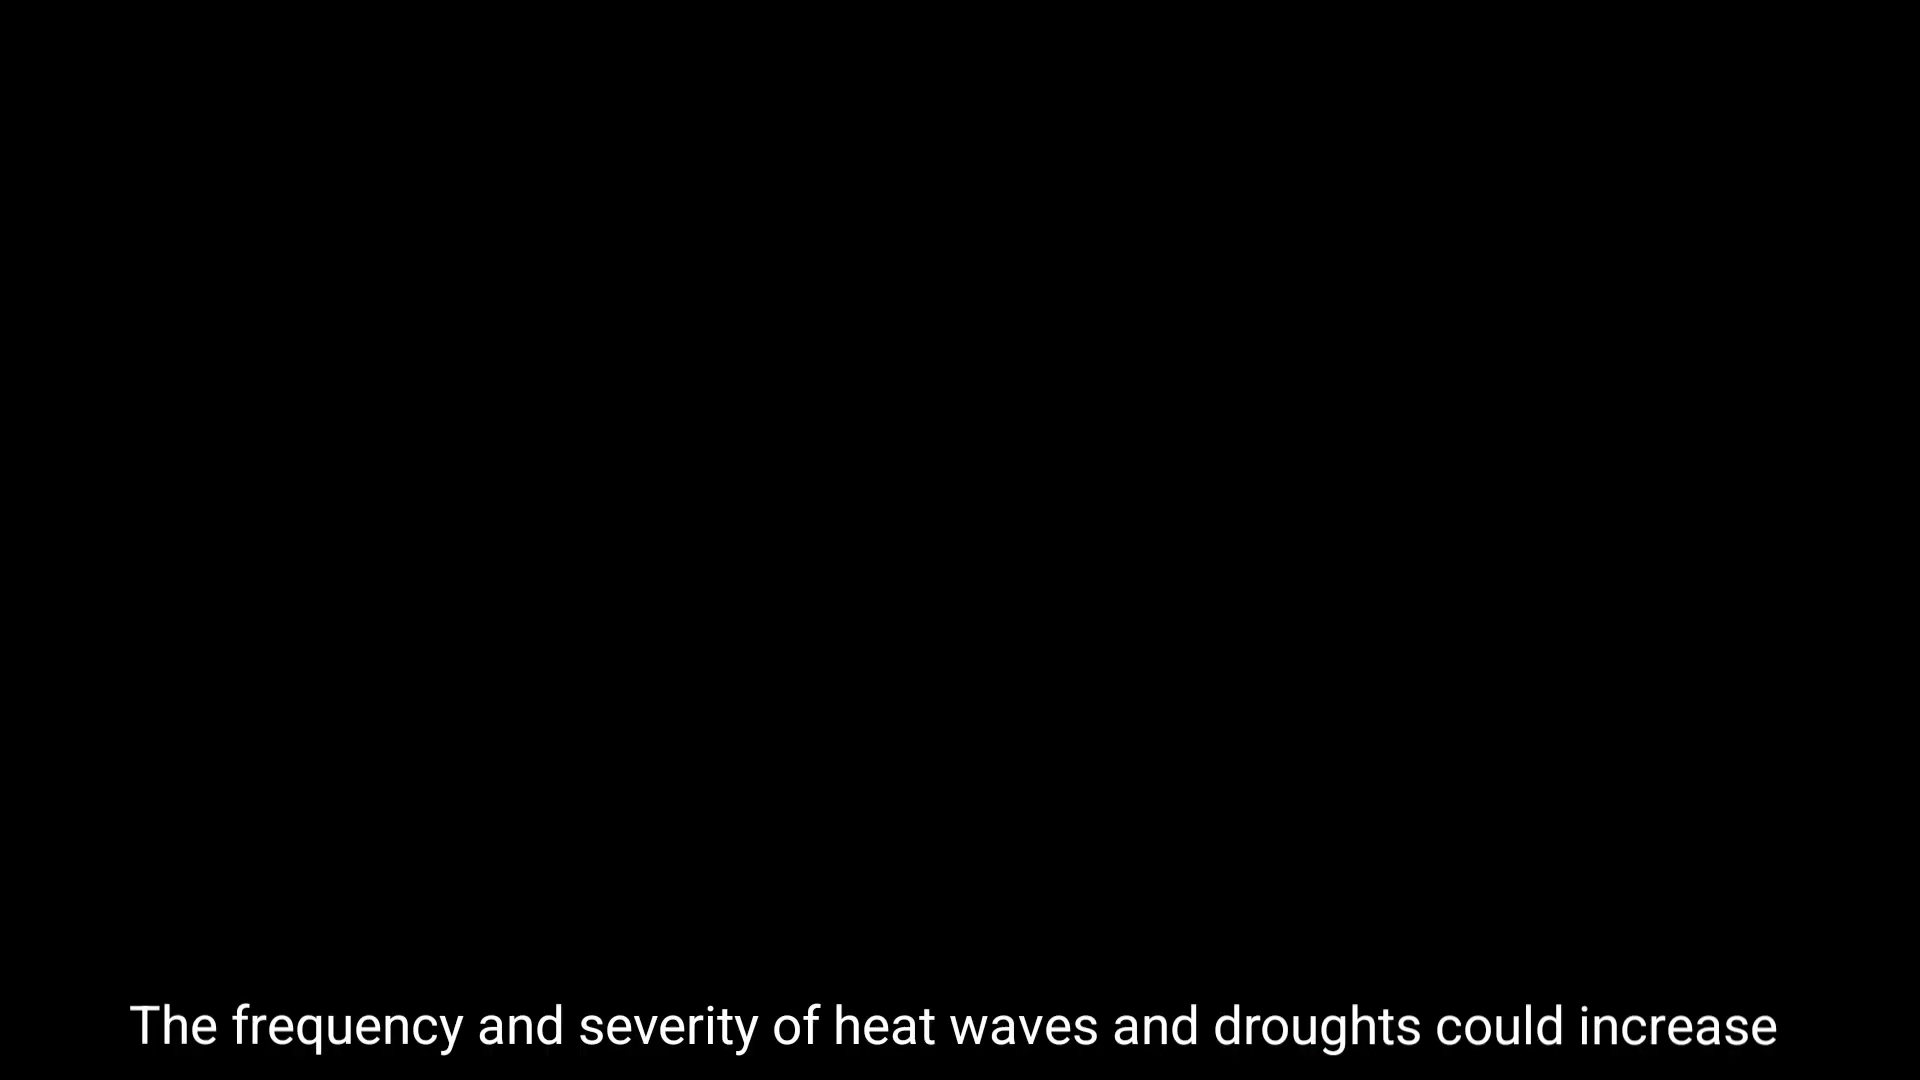 The frequency and severity of heat waves and droughts could increase